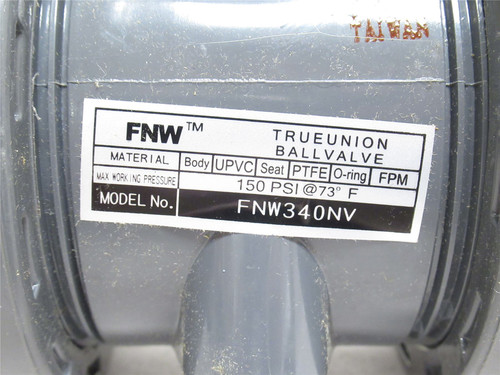 TAIWAN
FNW™ TRUEUNION BALLVALVE
MATERIAL Body UPVC Seat PTFE O-ring FPM
MAX WORKING PRESSURE 150 PSI@73° F
MODEL No. FNW340NV